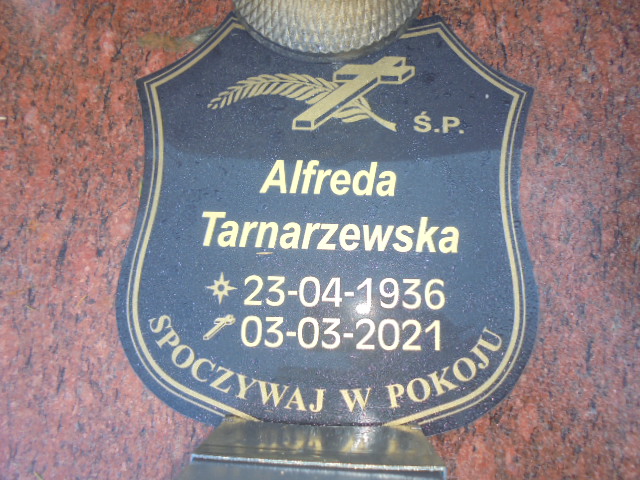 Ś.P.
Alfreda
Tarnarzewska
23-04-1936
03-03-2021
SPOCZYWAJ W POKOJU